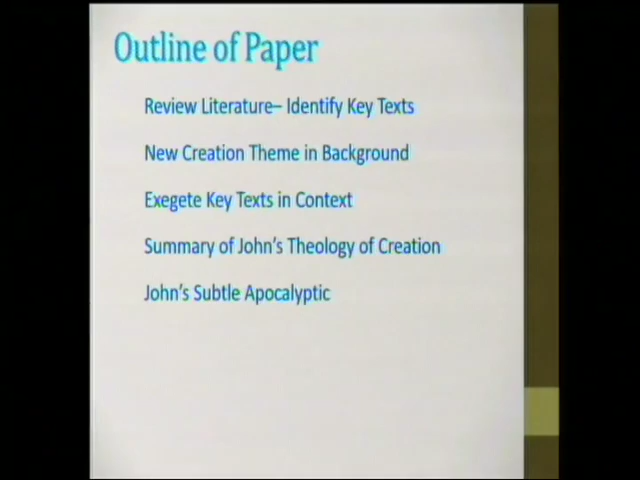 Outline of Paper
Review Literature– Identify Key Texts
New Creation Theme in Background
Exegete Key Texts in Context
Summary of John's Theology of Creation
John's Subtle Apocalyptic